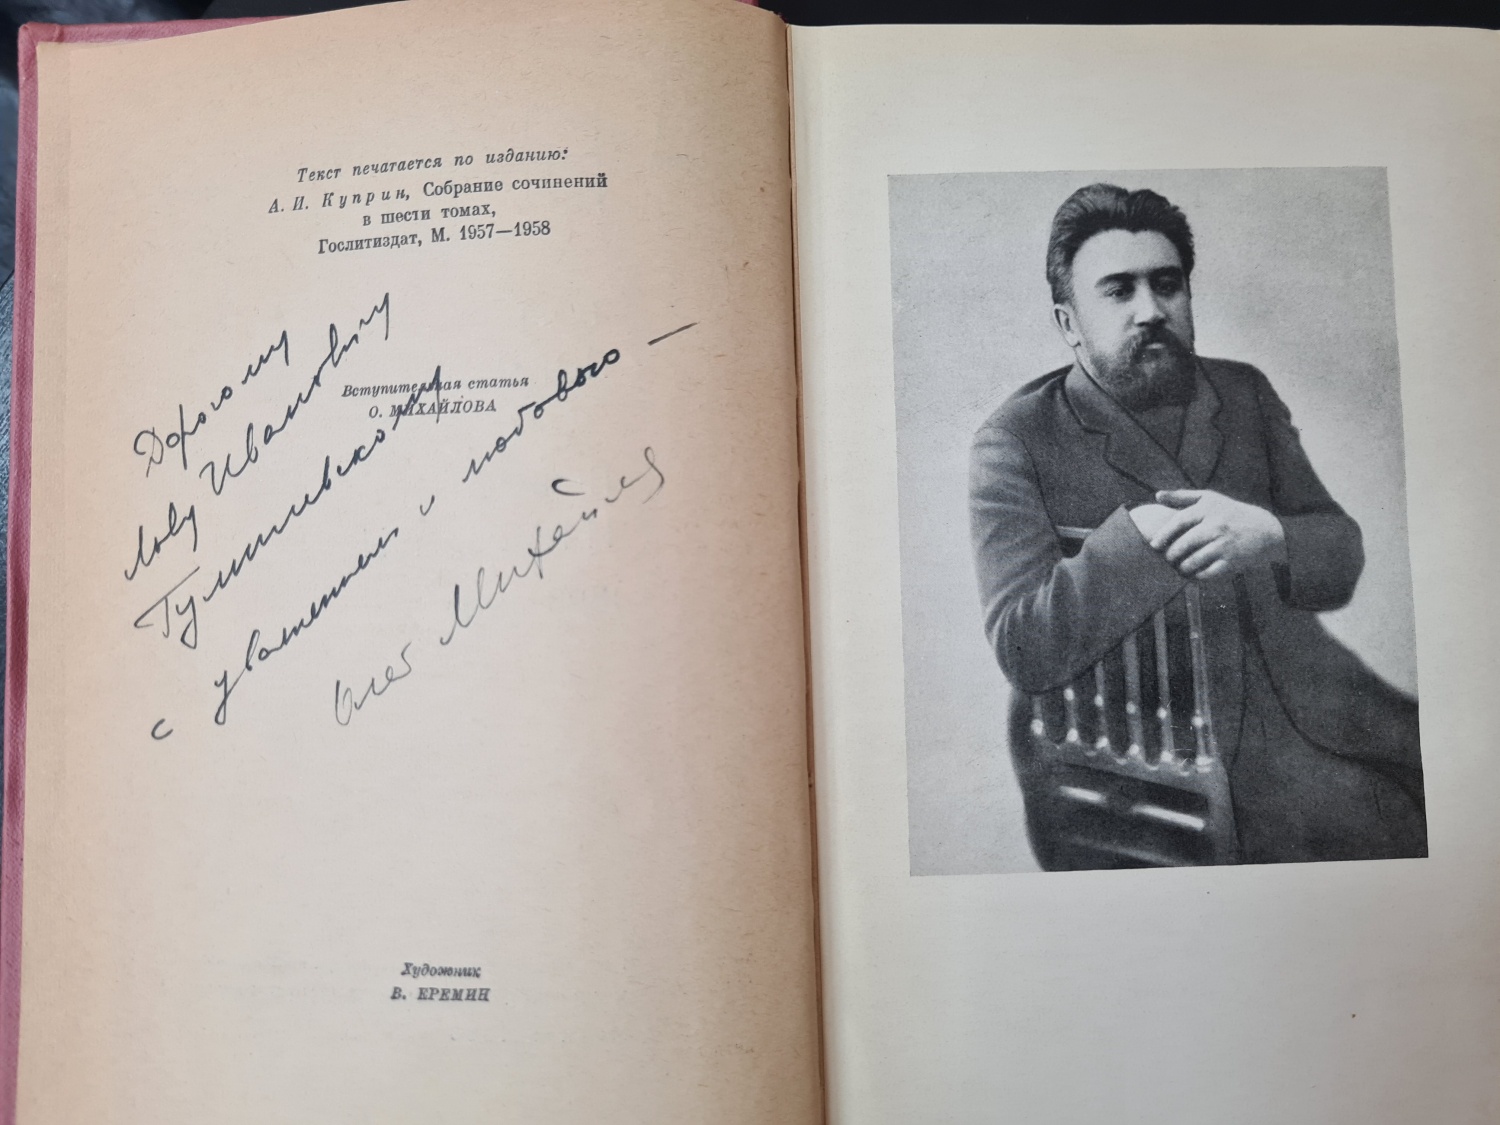 Текст печатается по изданию:
А. И. Куприн, Собрание сочинений
в шести томах,
Гослитиздат, М. 1957—1958
Вступительная статья
О. МИХАЙЛОВА
Дорогому
Льву Ивановичу
с уважением и любовью —
Олег Михайлов
Художник
В. ЕРЕМИН